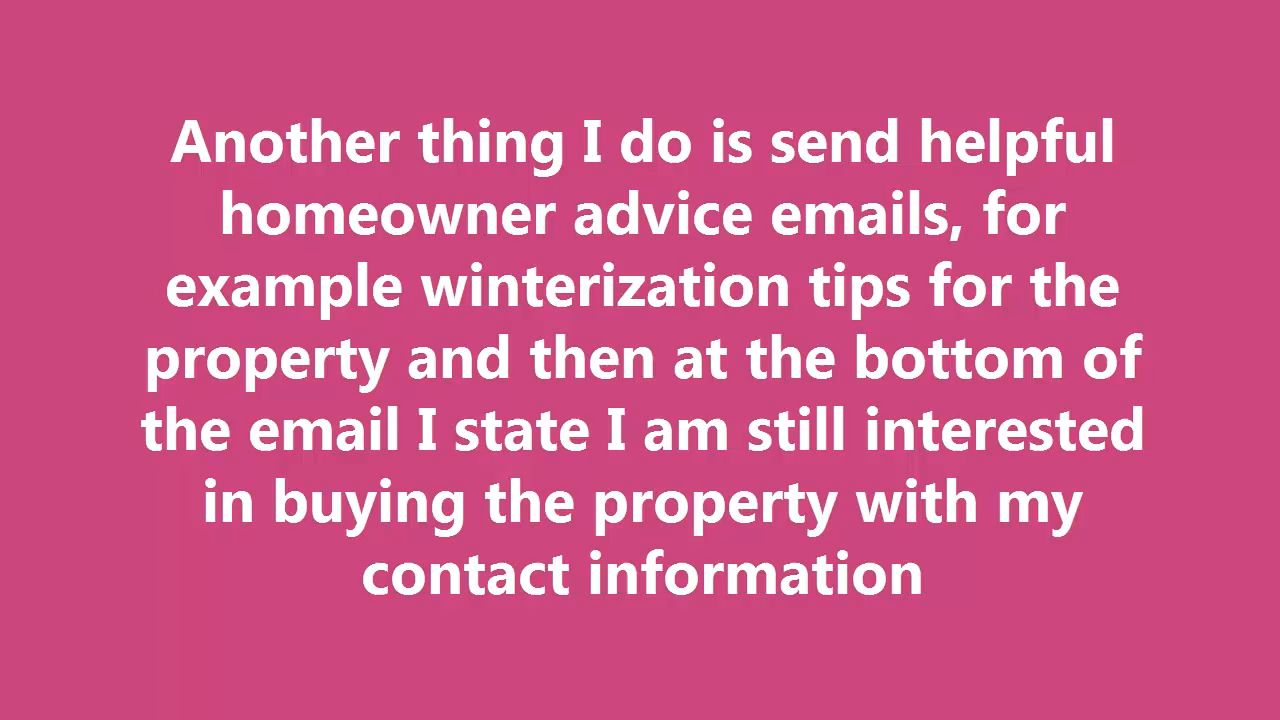 Another thing I do is send helpful
homeowner advice emails, for
example winterization tips for the
property and then at the bottom of
the email I state I am still interested
in buying the property with my
contact information